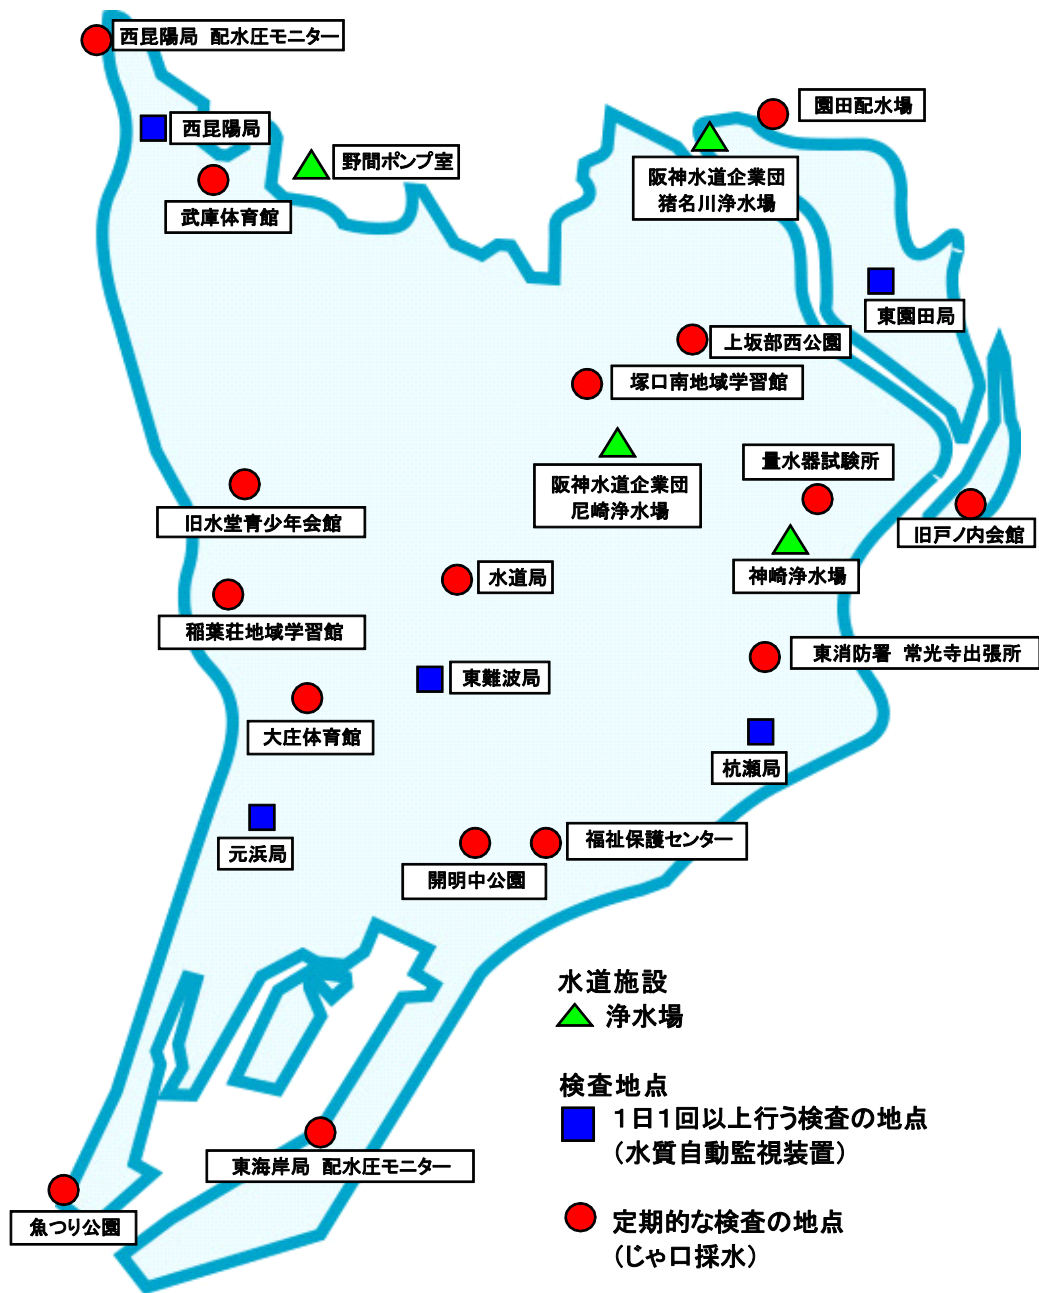 西昆陽局 配水圧モニター
園田配水場
西昆陽局
野間ポンプ室
阪神水道企業団
猪名川浄水場
武庫体育館
東園田局
上坂部西公園
塚口南地域学習館
量水器試験所
阪神水道企業団
尼崎浄水場
旧水堂青少年会館
旧戸ノ内会館
神崎浄水場
水道局
稲葉荘地域学習館
東消防署 常光寺出張所
東難波局
大庄体育館
杭瀬局
福祉保護センター
元浜局
開明中公園
水道施設
浄水場
検査地点
1日1回以上行う検査の地点
(水質自動監視装置)
東海岸局 配水圧モニター
魚つり公園
定期的な検査の地点
(じゃ口採水)